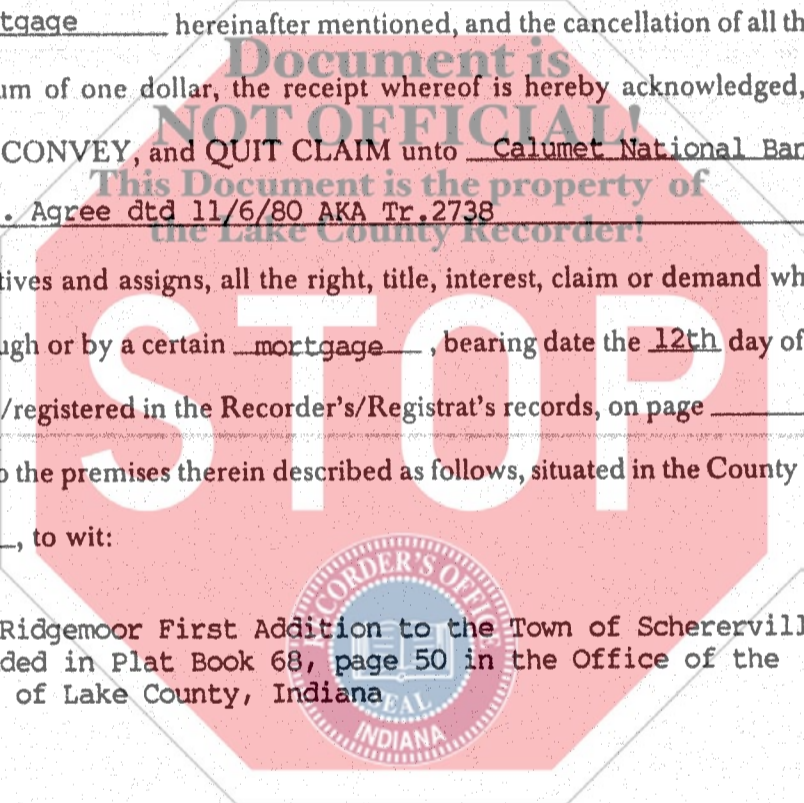 tgage hereinafter mentioned, and the cancellation of all th
Document is
um of one dollar, the receipt whereof is hereby acknowledged,
NOT OFFICIAL!
CONVEY, and QUIT CLAIM unto Calumet National Ban
This Document is the property of
. Agree dtd 11/6/80 AKA Tr.2738
the Lake County Recorder!
tives and assigns, all the right, title, interest, claim or demand wh
STOP
ugh or by a certain mortgage , bearing date the 12th day of
/registered in the Recorder's/Registrat's records, on page
o the premises therein described as follows, situated in the County
, to wit:
RECORDER'S OFFICE
Ridgemoor First Addition to the Town of Scherervill
ded in Plat Book 68, page 50 in the Office of the
of Lake County, Indiana
SEAL
INDIANA